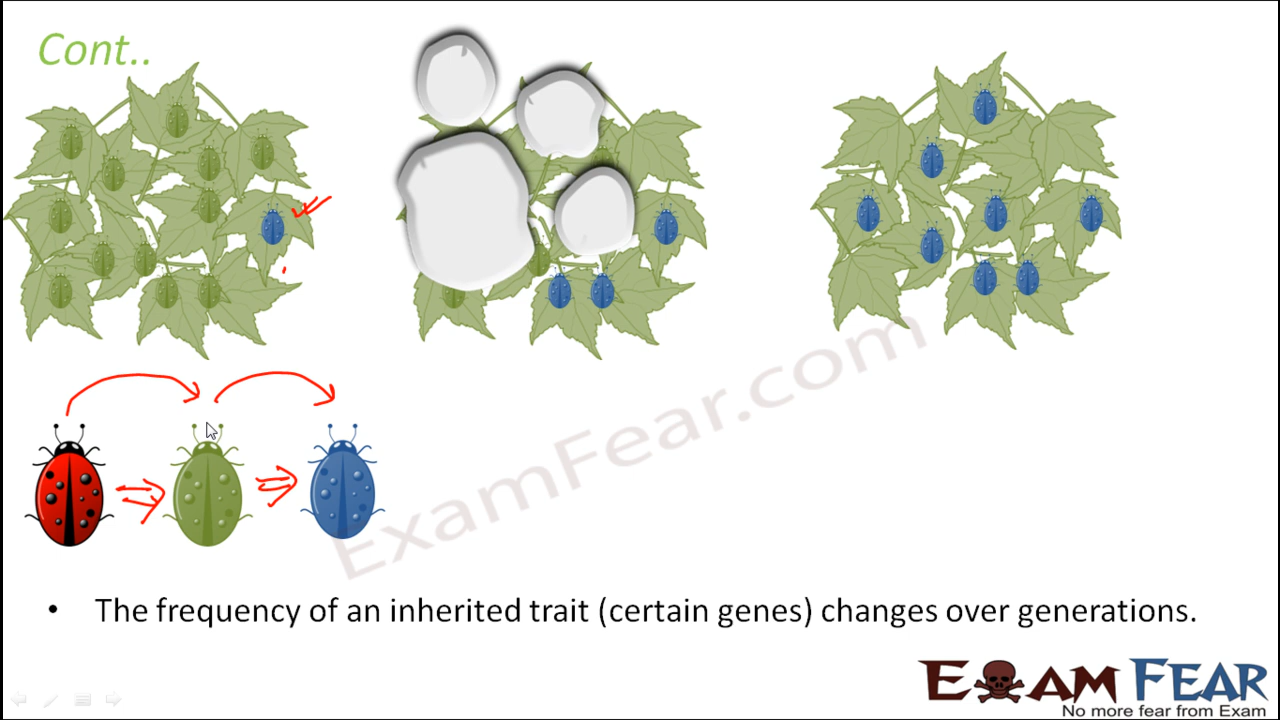 Cont..
ExamFear.com
• The frequency of an inherited trait (certain genes) changes over generations.
EXAM FEAR
No more fear from Exam